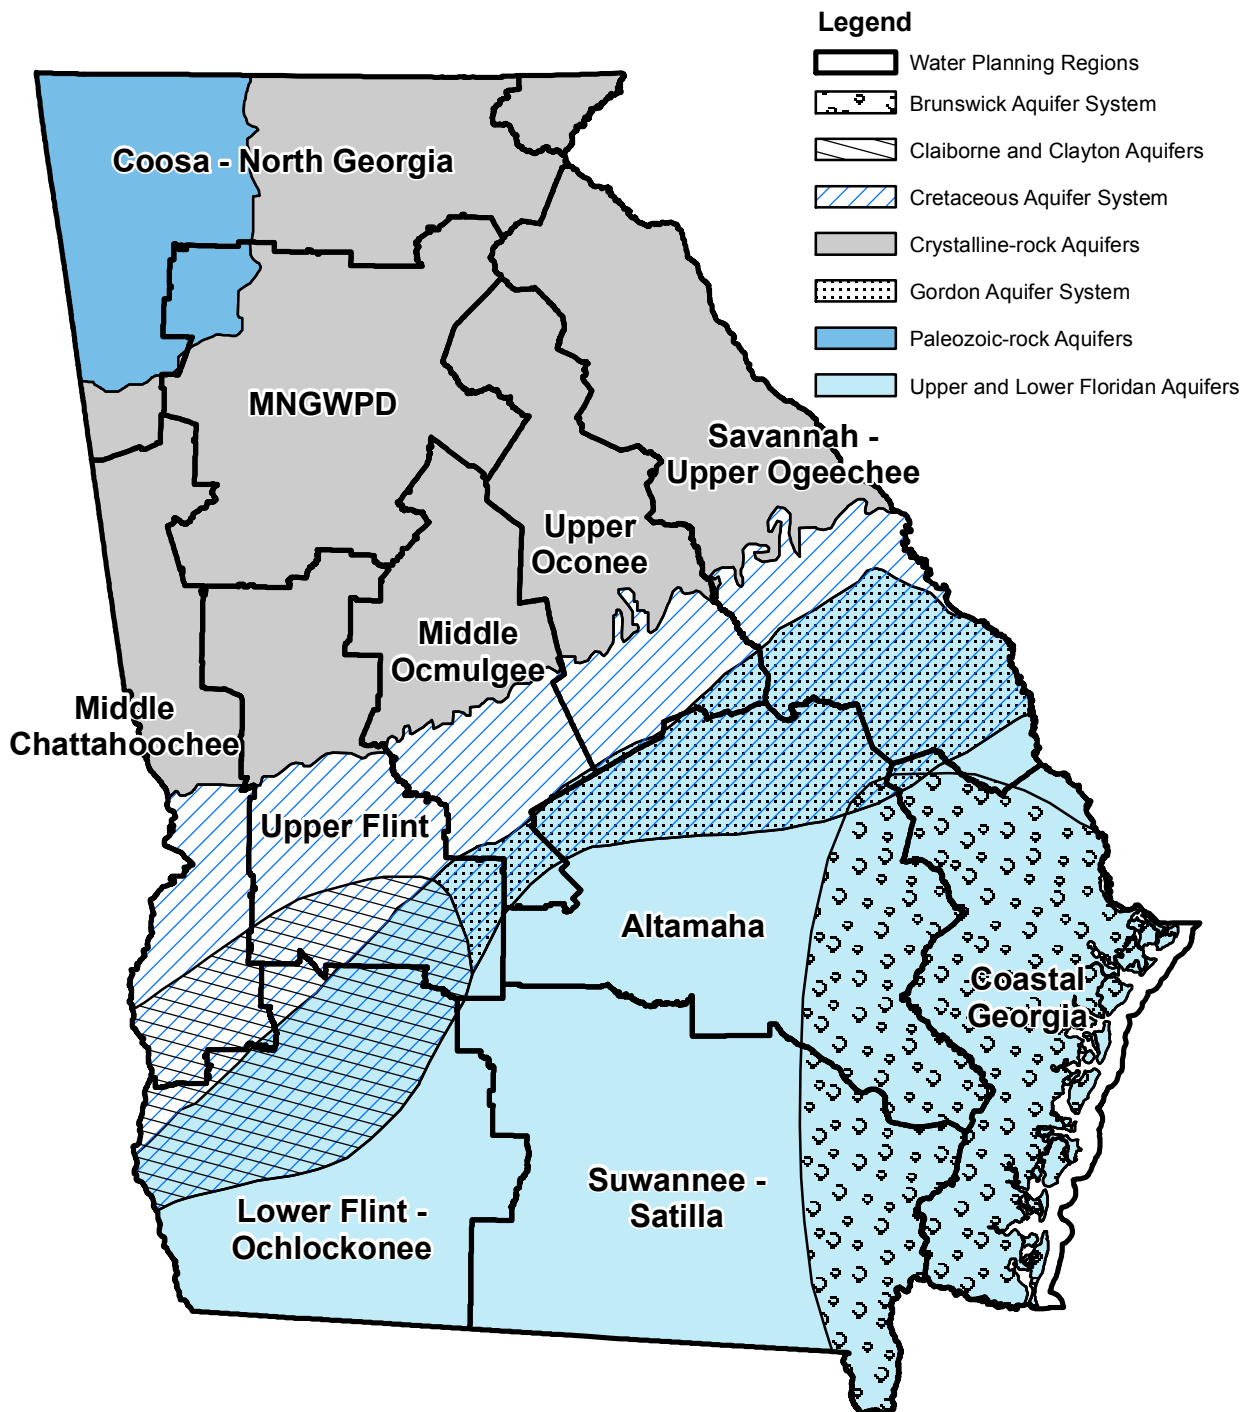 Legend
Water Planning Regions
Brunswick Aquifer System
Claiborne and Clayton Aquifers
Cretaceous Aquifer System
Crystalline-rock Aquifers
Gordon Aquifer System
Paleozoic-rock Aquifers
Upper and Lower Floridan Aquifers
Coosa - North Georgia
MNGWPD
Savannah -
Upper Ogeechee
Upper
Oconee
Middle
Ocmulgee
Middle
Chattahoochee
Upper Flint
Altamaha
Coastal
Georgia
Suwannee -
Satilla
Lower Flint -
Ochlockonee